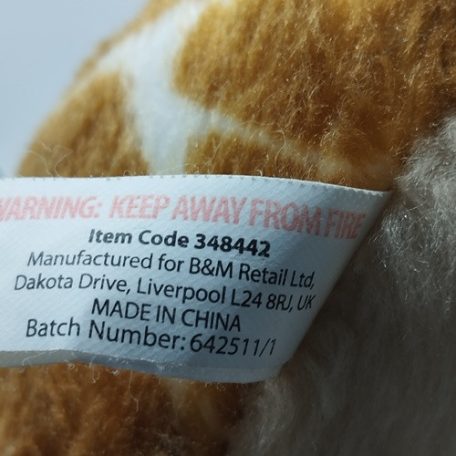 WARNING: KEEP AWAY FROM FIRE
Item Code 348442
Manufactured for B&M Retail Ltd,
Dakota Drive, Liverpool L24 8RJ, UK
MADE IN CHINA
Batch Number: 642511/1